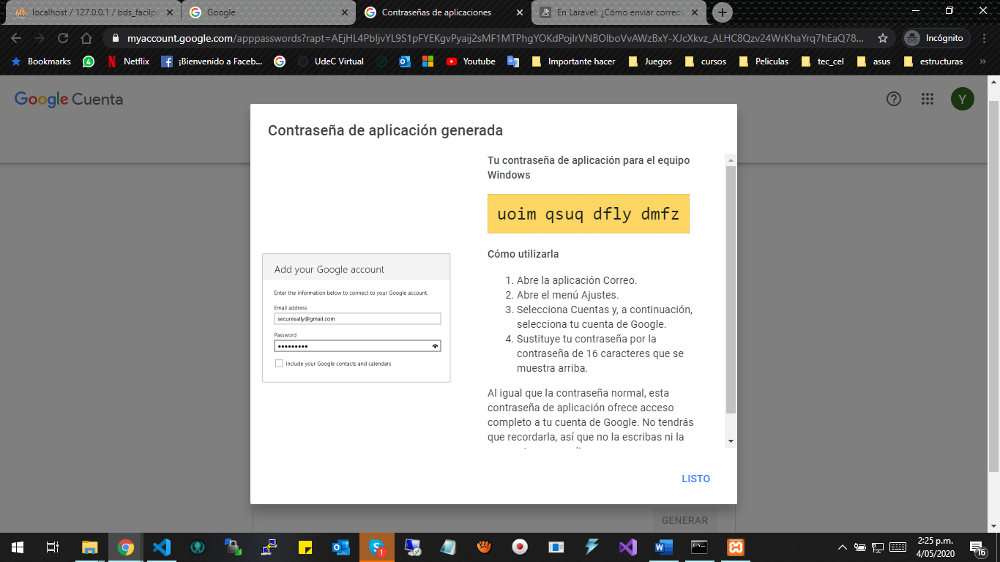 localhost / 127.0.0.1 / bds_facilpr
Google
Contraseñas de aplicaciones
En Laravel: ¿Cómo enviar correos
myaccount.google.com/apppasswords?rapt=
Incógnito
Bookmarks
4
Netflix
¡Bienvenido a Faceb...
UdeC Virtual
Youtube
Importante hacer
Juegos
cursos
Peliculas
tec_cel
asus
estructuras
Google Cuenta
Y
Contraseña de aplicación generada
Tu contraseña de aplicación para el equipo
Windows
uoim qsuq dfly dmfz
Add your Google account
Enter the information below to connect to your Google account.
Email address
securesally@gmail.com
Password
Include your Google contacts and calendars
Cómo utilizarla
1. Abre la aplicación Correo.
2. Abre el menú Ajustes.
3. Selecciona Cuentas y, a continuación,
selecciona tu cuenta de Google.
4. Sustituye tu contraseña por la
contraseña de 16 caracteres que se
muestra arriba.
Al igual que la contraseña normal, esta
contraseña de aplicación ofrece acceso
completo a tu cuenta de Google. No tendrás
que recordarla, así que no la escribas ni la
LISTO
GENERAR
1
2:25 p.m.
4/05/2020
16